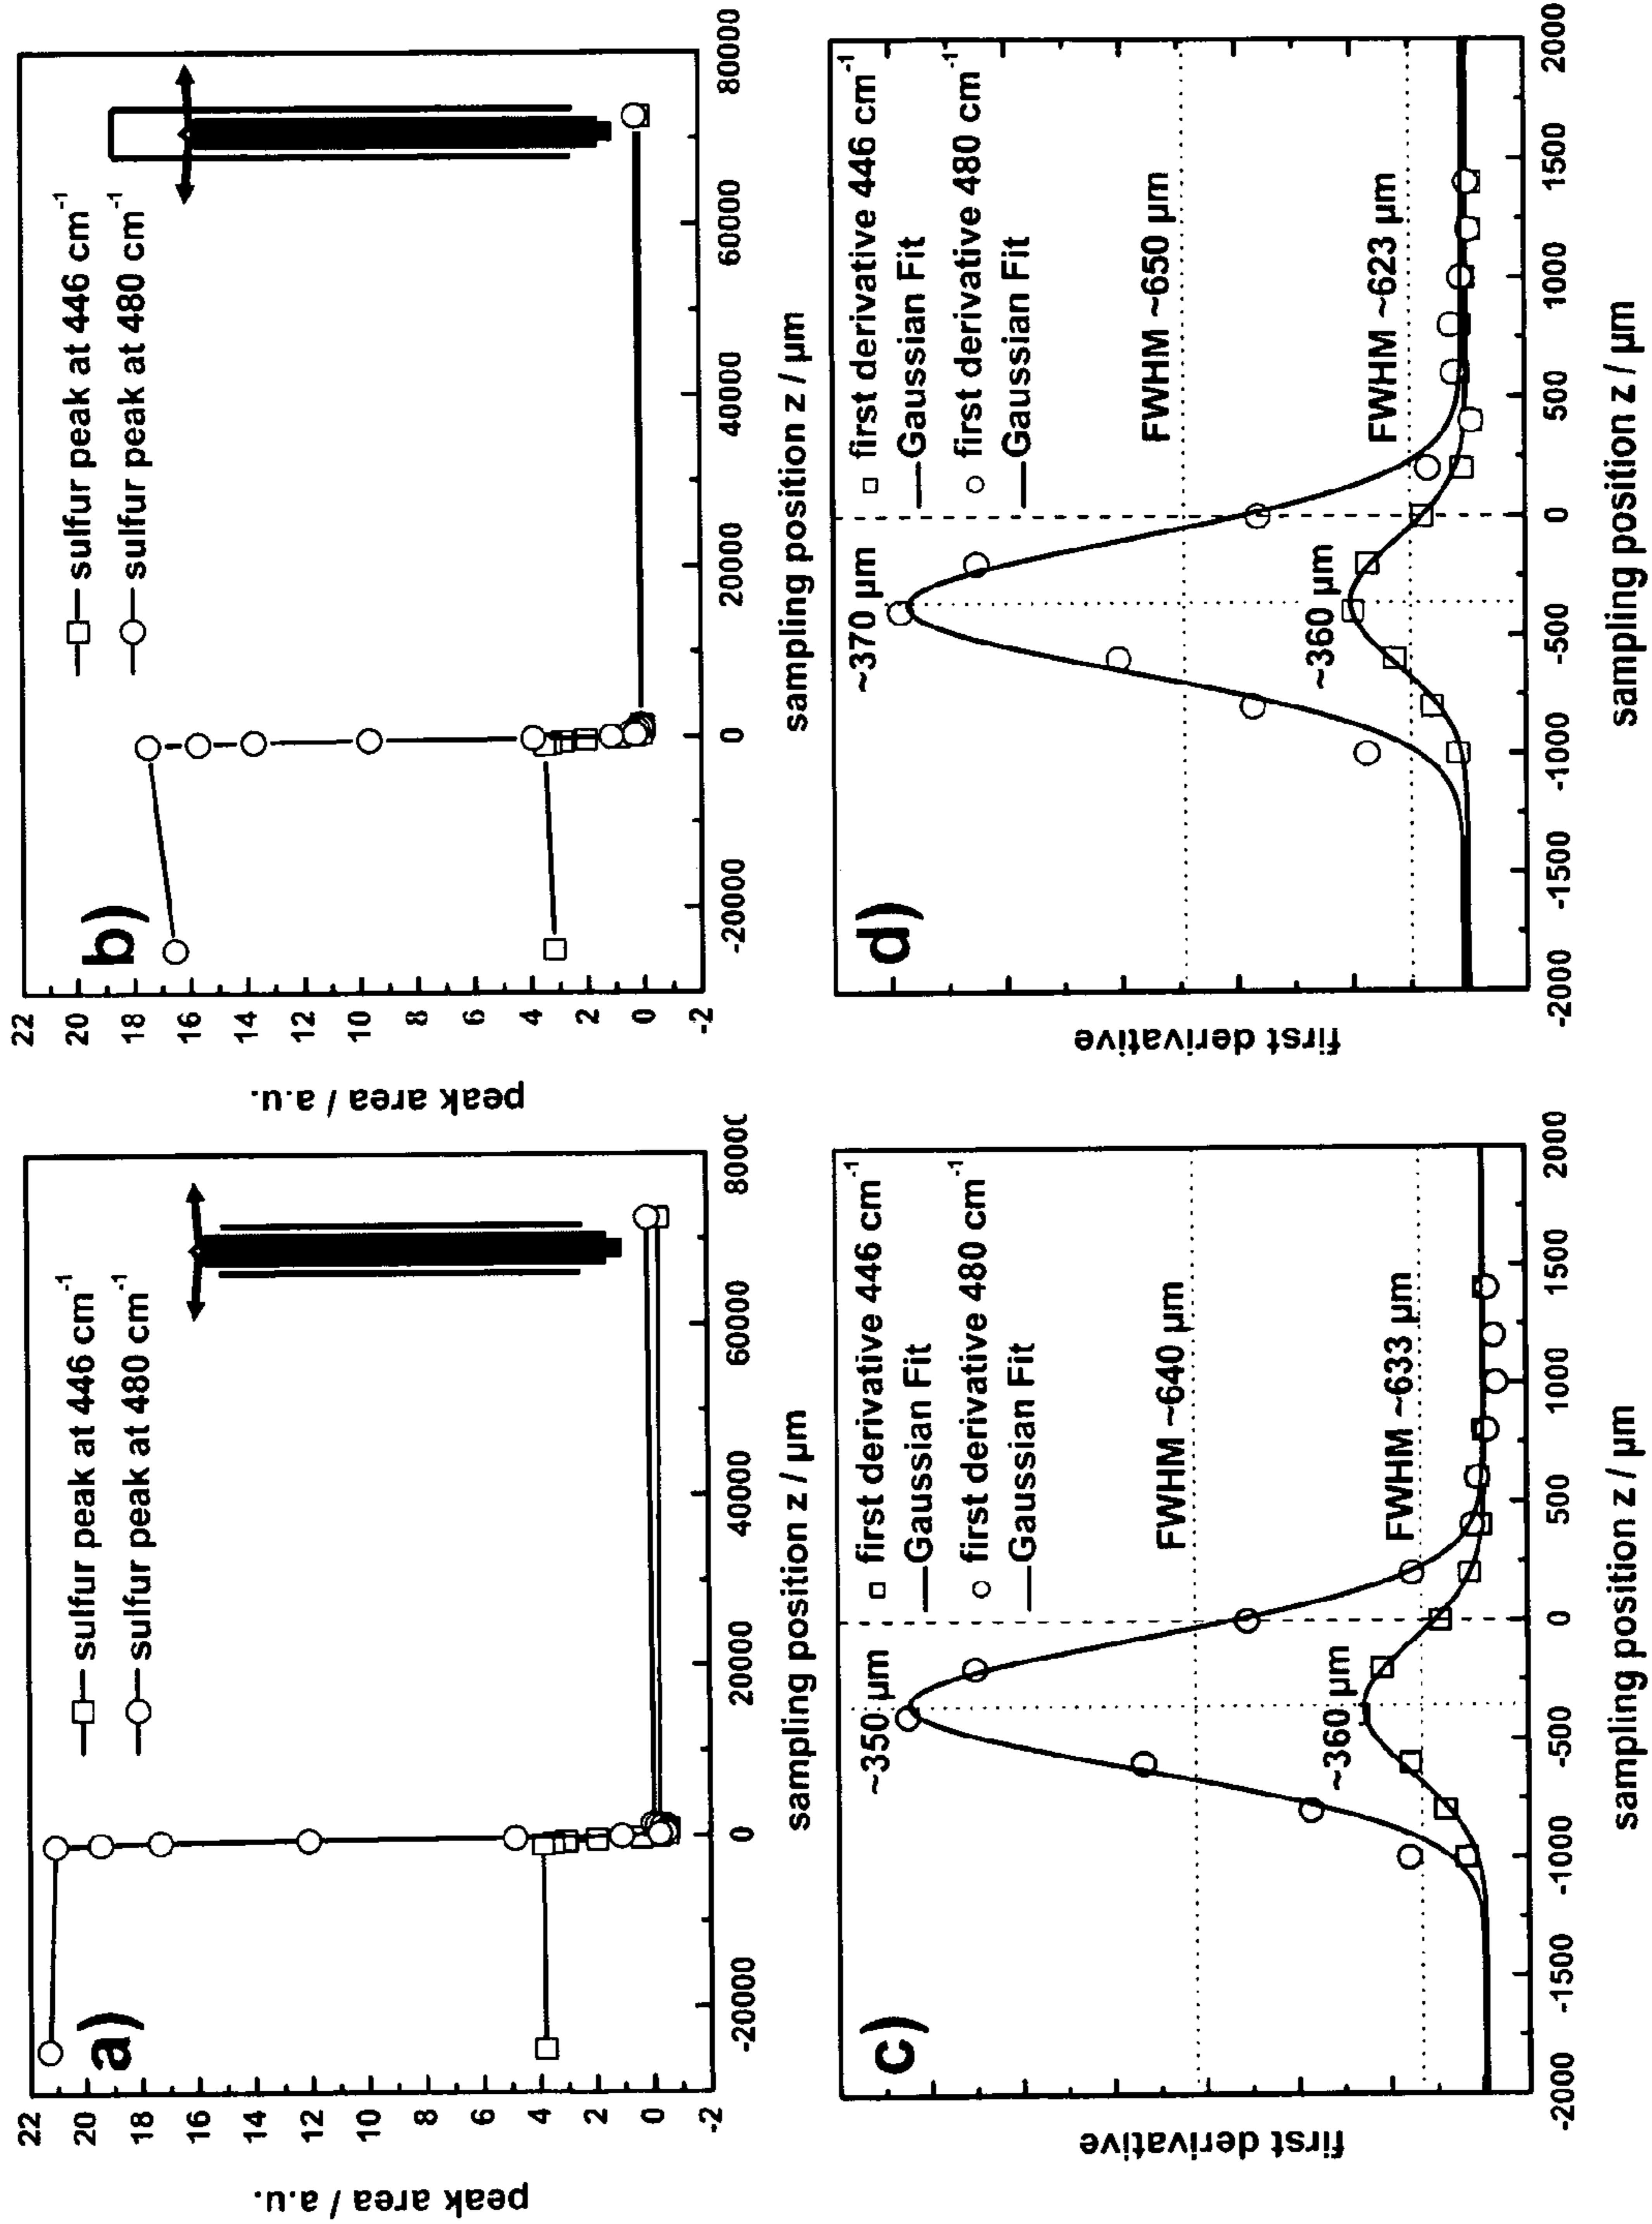 a)
sulfur peak at 446 cm⁻¹
sulfur peak at 480 cm⁻¹
peak area / a.u.
22
20
18
16
14
12
10
8
6
4
2
0
-2
-20000 0 20000 40000 60000 8000(
sampling position z / µm
b)
sulfur peak at 446 cm⁻¹
sulfur peak at 480 cm⁻¹
peak area / a.u.
22
20
18
16
14
12
10
8
6
4
2
0
-2
-20000 0 20000 40000 60000 80000
sampling position z / µm
c)
~350 µm
first derivative 446 cm⁻¹
Gaussian Fit
first derivative 480 cm⁻¹
Gaussian Fit
FWHM ~640 µm
~360 µm
FWHM ~633 µm
first derivative
-2000 -1500 -1000 -500 0 500 1000 1500 2000
sampling position z / µm
d)
~370 µm
first derivative 446 cm⁻¹
Gaussian Fit
first derivative 480 cm⁻¹
Gaussian Fit
FWHM ~650 µm
~360 µm
FWHM ~623 µm
first derivative
-2000 -1500 -1000 -500 0 500 1000 1500 2000
sampling position z / µm